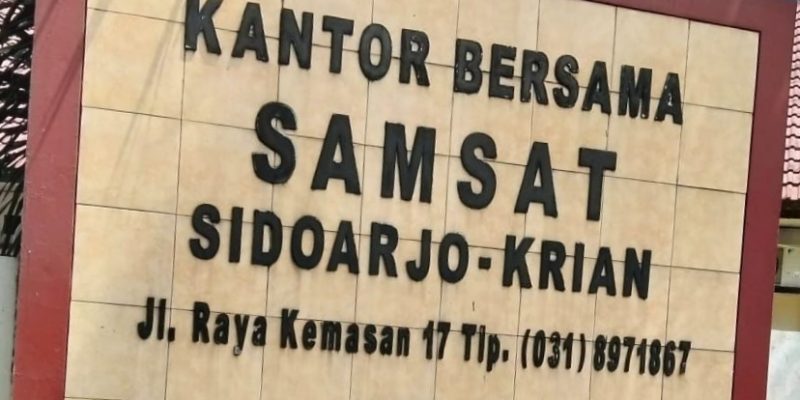 KANTOR BERSAMA
SAMSAT
SIDOARJO-KRIAN
Jl. Raya Kemasan 17 Tlp. (031) 8971867